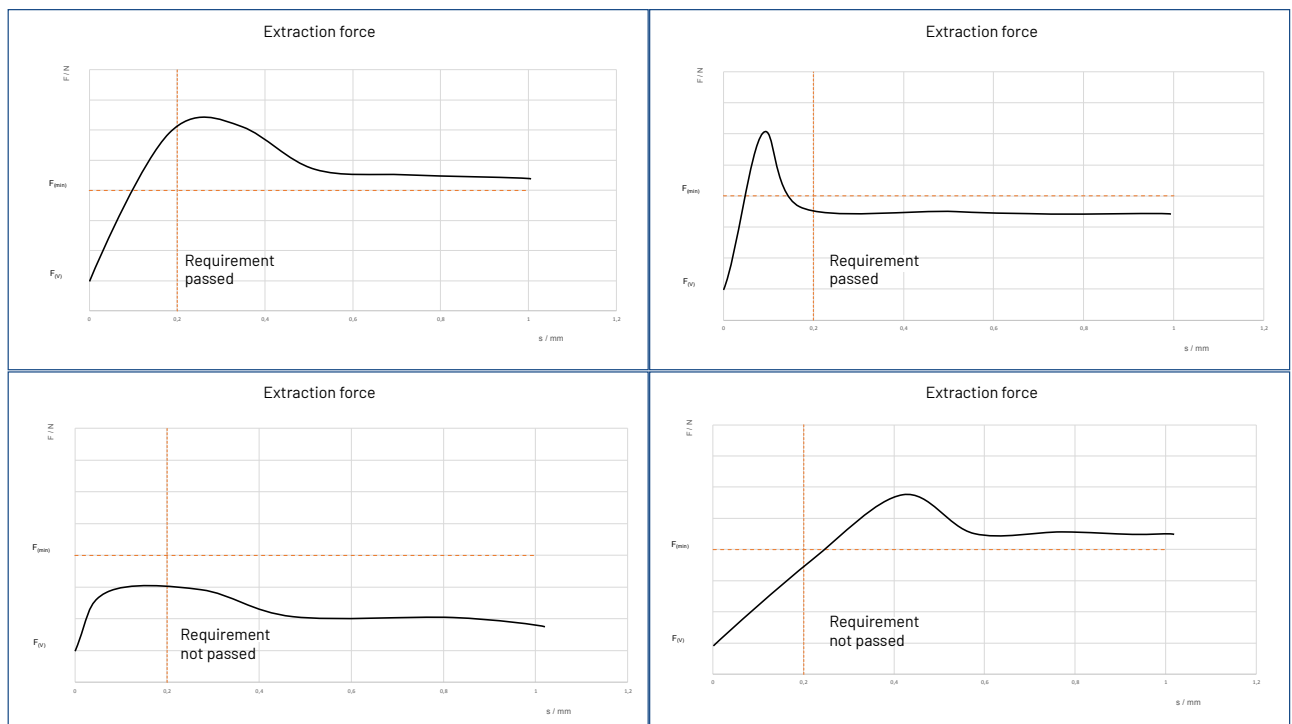 Extraction force
F / N
F(min)
F(V)
Requirement
passed
0
0,2
0,4
0,6
0,8
1
1,2
s / mm
Extraction force
F / N
F(min)
F(V)
Requirement
passed
0
0,2
0,4
0,6
0,8
1
1,2
s / mm
Extraction force
F / N
F(min)
F(V)
Requirement
not passed
0
0,2
0,4
0,6
0,8
1
1,2
s / mm
Extraction force
F / N
F(min)
F(V)
Requirement
not passed
0
0,2
0,4
0,6
0,8
1
1,2
s / mm